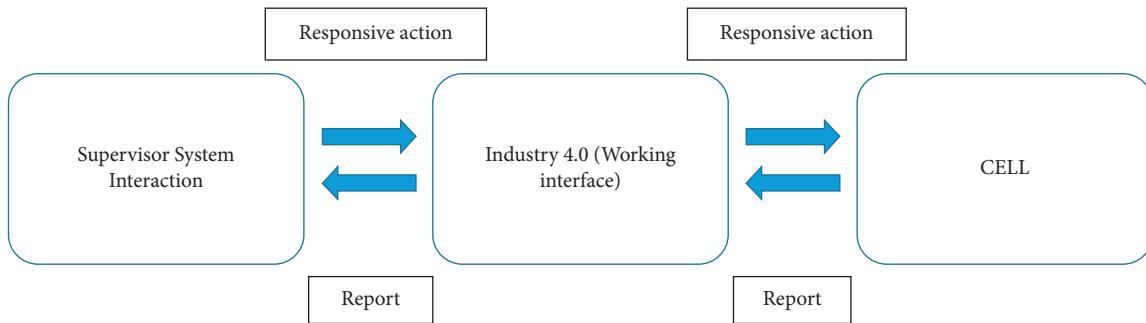 Responsive action
Responsive action
Supervisor System
Interaction
Industry 4.0 (Working
interface)
CELL
Report
Report